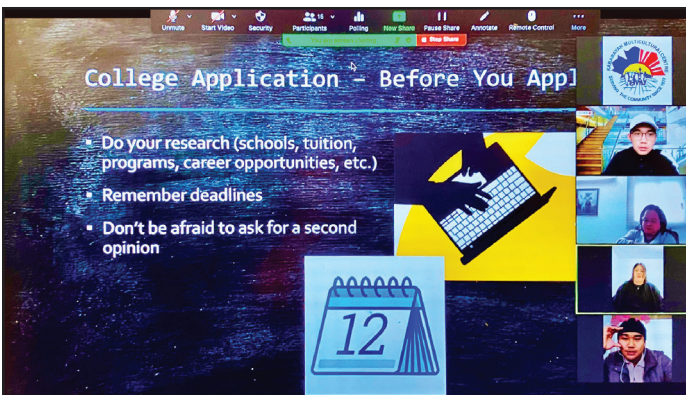 16
Unmute Start Video Security Participants Polling New Share Pause Share Annotate Remote Control More
Stop Share
College Application – Before You Appl
▪ Do your research (schools, tuition,
programs, career opportunities, etc.)
▪ Remember deadlines
▪ Don't be afraid to ask for a second
opinion
12